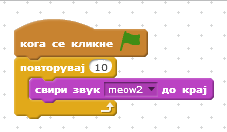 кога се кликне
повторувај 10
свири звук meow2 до крај